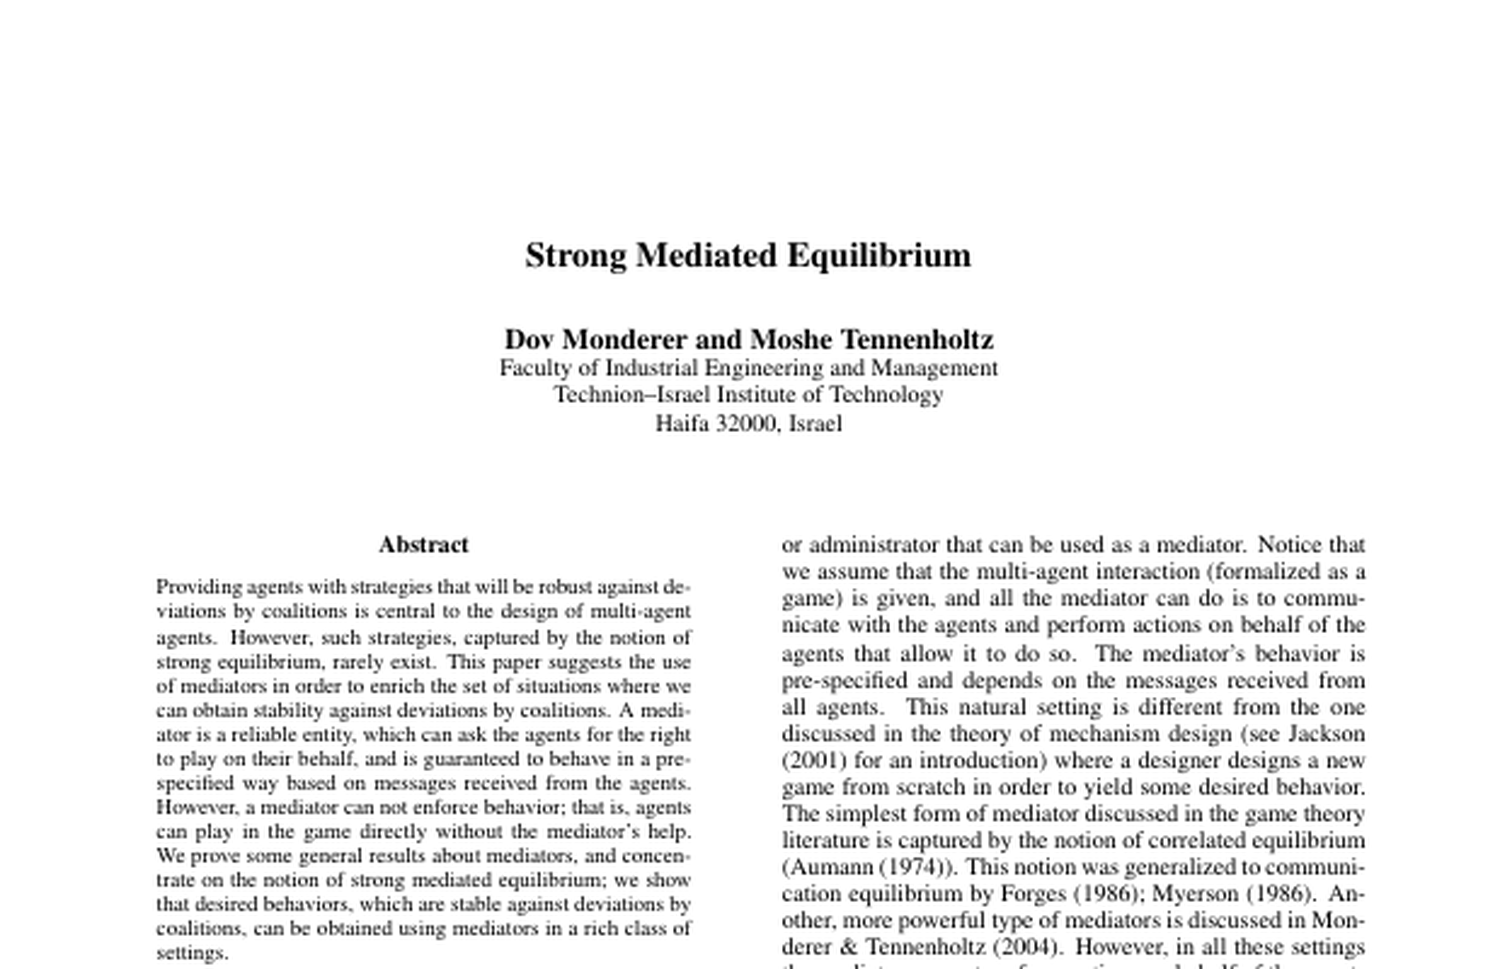 Strong Mediated Equilibrium
Dov Monderer and Moshe Tennenholtz
Faculty of Industrial Engineering and Management
Technion–Israel Institute of Technology
Haifa 32000, Israel
Abstract
Providing agents with strategies that will be robust against de-
viations by coalitions is central to the design of multi-agent
agents. However, such strategies, captured by the notion of
strong equilibrium, rarely exist. This paper suggests the use
of mediators in order to enrich the set of situations where we
can obtain stability against deviations by coalitions. A medi-
ator is a reliable entity, which can ask the agents for the right
to play on their behalf, and is guaranteed to behave in a pre-
specified way based on messages received from the agents.
However, a mediator can not enforce behavior; that is, agents
can play in the game directly without the mediator's help.
We prove some general results about mediators, and concen-
trate on the notion of strong mediated equilibrium; we show
that desired behaviors, which are stable against deviations by
coalitions, can be obtained using mediators in a rich class of
settings.
or administrator that can be used as a mediator. Notice that
we assume that the multi-agent interaction (formalized as a
game) is given, and all the mediator can do is to commu-
nicate with the agents and perform actions on behalf of the
agents that allow it to do so. The mediator's behavior is
pre-specified and depends on the messages received from
all agents. This natural setting is different from the one
discussed in the theory of mechanism design (see Jackson
(2001) for an introduction) where a designer designs a new
game from scratch in order to yield some desired behavior.
The simplest form of mediator discussed in the game theory
literature is captured by the notion of correlated equilibrium
(Aumann (1974)). This notion was generalized to communi-
cation equilibrium by Forges (1986); Myerson (1986). An-
other, more powerful type of mediators is discussed in Mon-
derer & Tennenholtz (2004). However, in all these settings